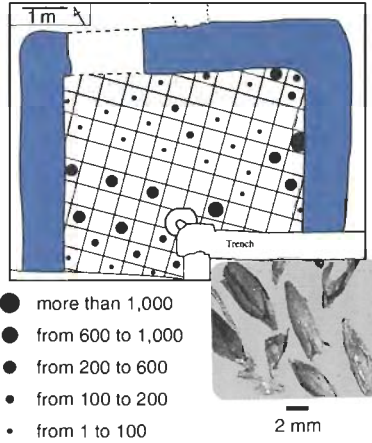 1 m
Trench
more than 1,000
from 600 to 1,000
from 200 to 600
from 100 to 200
from 1 to 100
2 mm